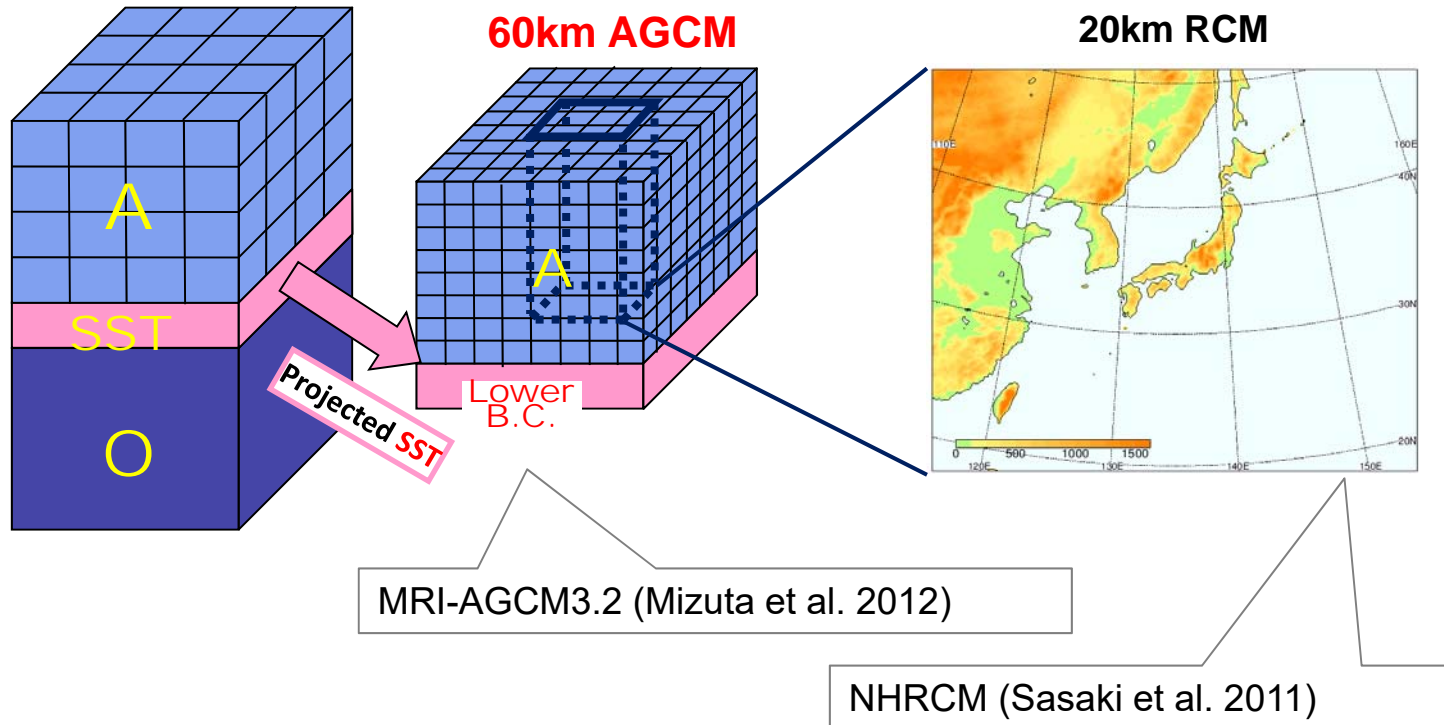 60km AGCM
20km RCM
A
SST
O
Projected SST
A
Lower
B.C.
110E
160E
40N
30N
20N
0 500 1000 1500
120E 130E 140E 150E
MRI-AGCM3.2 (Mizuta et al. 2012)
NHRCM (Sasaki et al. 2011)